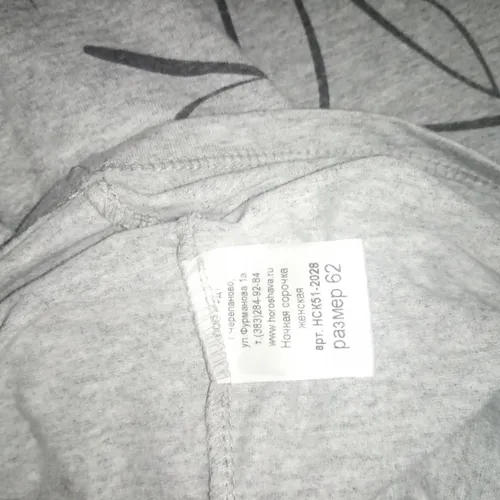 г. Черепаново,
ул.Фурманова 1а
т.(383)284-92-84
www.horoshava.ru
Ночная сорочка
женская
арт. НСК51-2028
размер 62